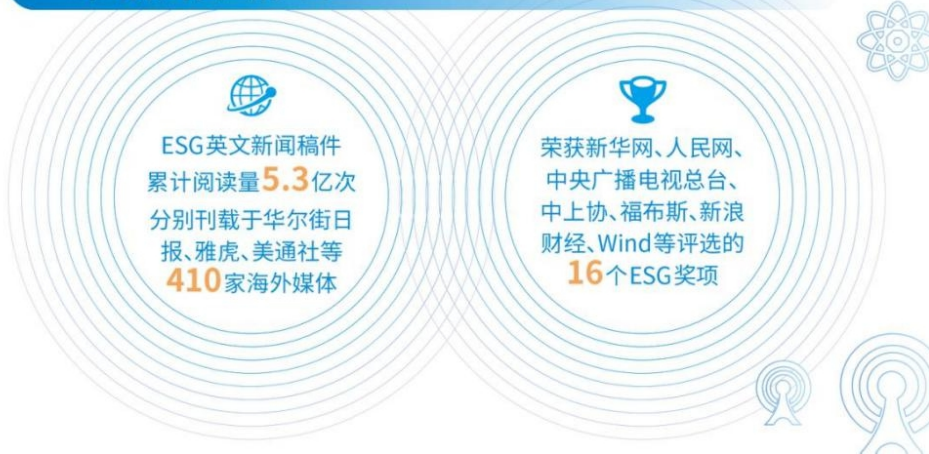 ESG英文新闻稿件
累计阅读量5.3亿次
分别刊载于华尔街日
报、雅虎、美通社等
410家海外媒体
荣获新华网、人民网、
中央广播电视总台、
中上协、福布斯、新浪
财经、Wind等评选的
16个ESG奖项